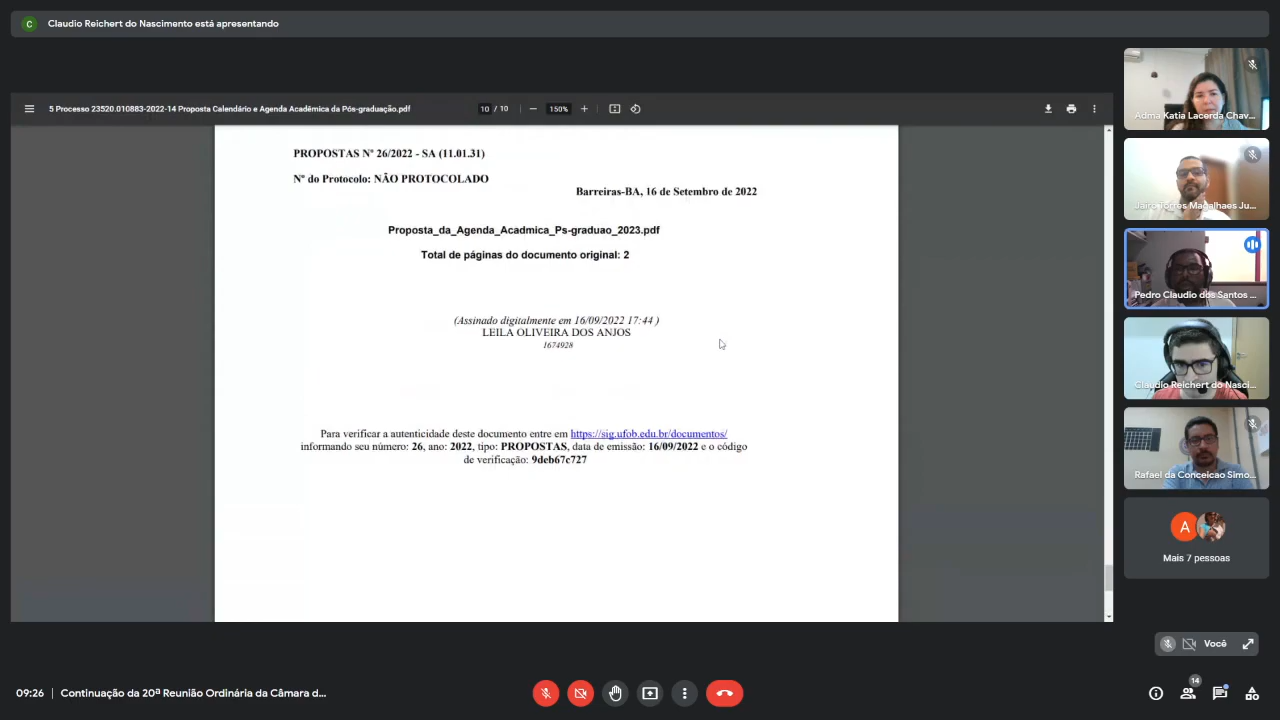 C Claudio Reichert do Nascimento está apresentando
5 Processo 23520.010883-2022-14 Proposta Calendário e Agenda Acadêmica da Pós-graduação.pdf
10 / 10
150%
PROPOSTAS Nº 26/2022 - SA (11.01.31)
Nº do Protocolo: NÃO PROTOCOLADO
Barreiras-BA, 16 de Setembro de 2022
Proposta_da_Agenda_Acadmica_Ps-graduao_2023.pdf
Total de páginas do documento original: 2
(Assinado digitalmente em 16/09/2022 17:44 )
LEILA OLIVEIRA DOS ANJOS
1674928
Para verificar a autenticidade deste documento entre em https://sig.ufob.edu.br/documentos/
informando seu número: 26, ano: 2022, tipo: PROPOSTAS, data de emissão: 16/09/2022 e o código
de verificação: 9deb67c727
Adma Katia Lacerda Chav...
Jairo Torres Magalhaes Ju...
Pedro Claudio dos Santos ...
Claudio Reichert do Nasci...
Rafael da Conceicao Simo...
A
Mais 7 pessoas
Você
09:26 | Continuação da 20ª Reunião Ordinária da Câmara d...
14